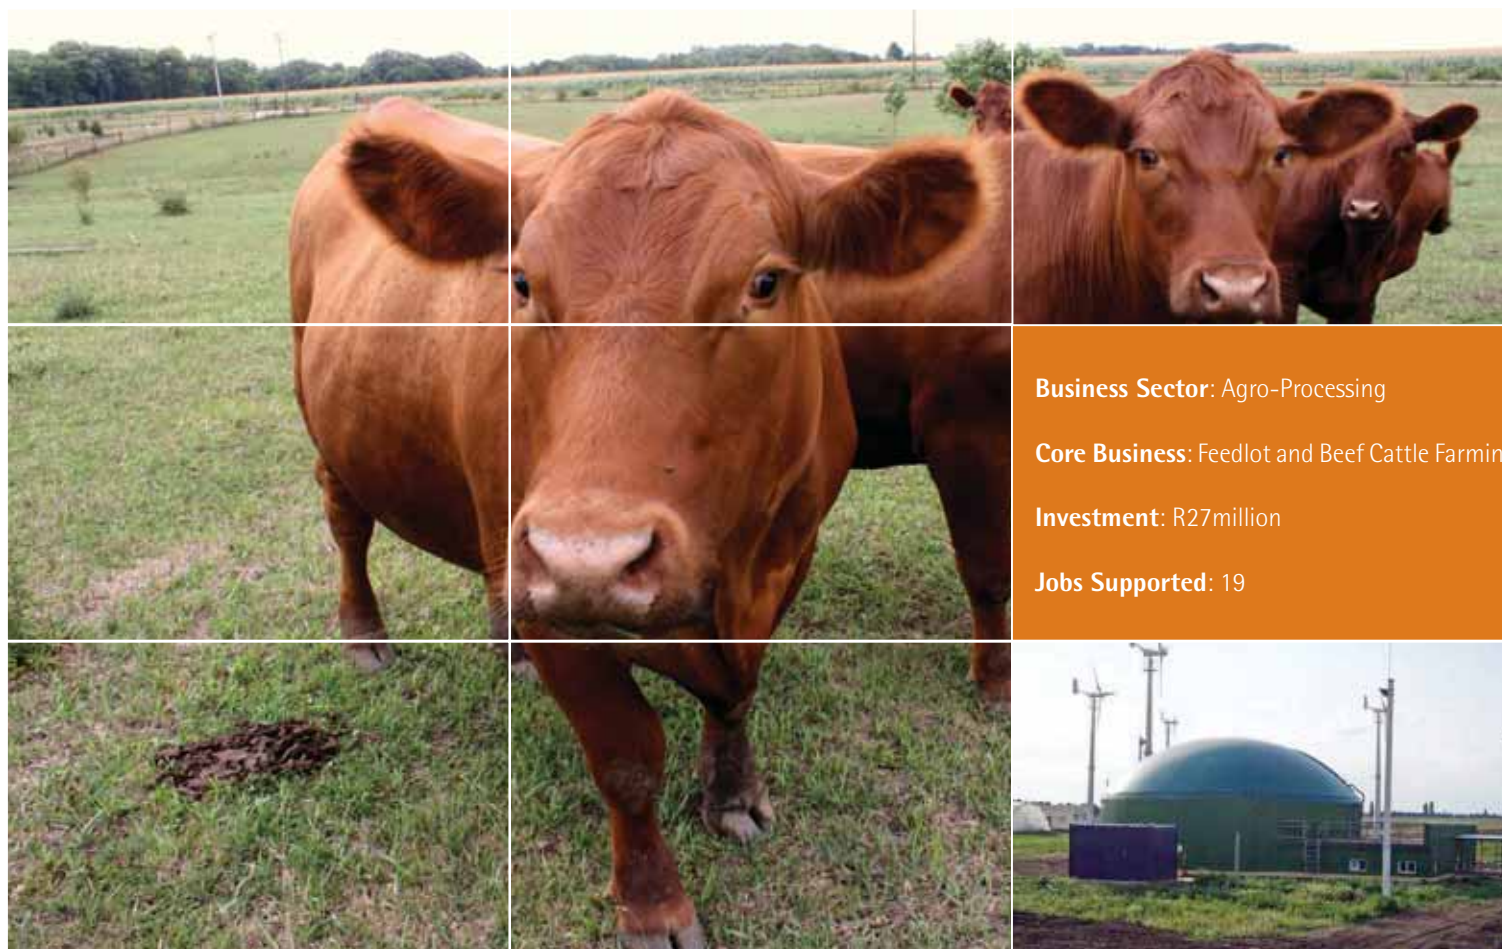 Business Sector: Agro-Processing
Core Business: Feedlot and Beef Cattle Farmin
Investment: R27million
Jobs Supported: 19